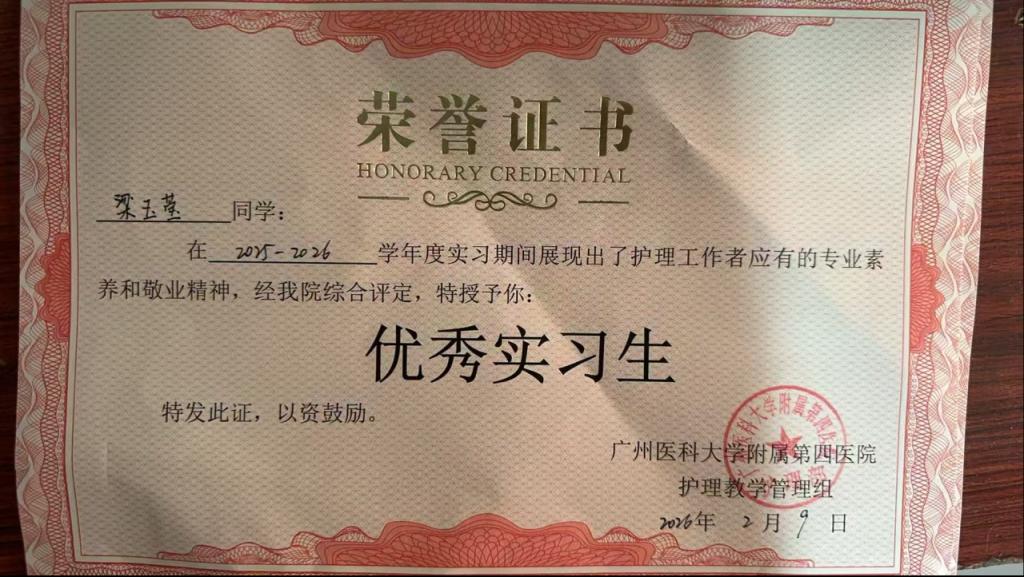 荣誉证书
HONORARY CREDENTIAL
梁玉莹 同学：
在 2025-2026 学年度实习期间展现出了护理工作者应有的专业素
养和敬业精神，经我院综合评定，特授予你：
优秀实习生
特发此证，以资鼓励。
广州医科大学附属第四医院
护理教学管理组
2026年 2 月 9 日